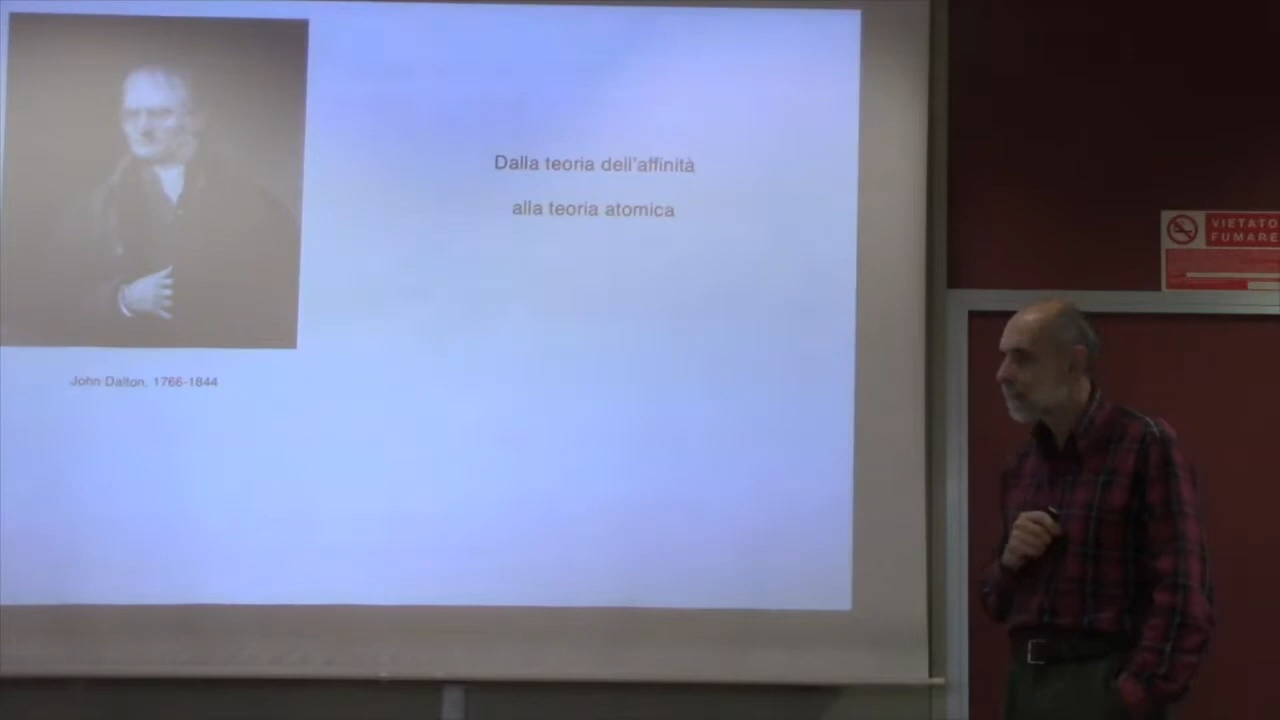 Dalla teoria dell'affinità
alla teoria atomica
John Dalton, 1766-1844
VIETATO
FUMARE